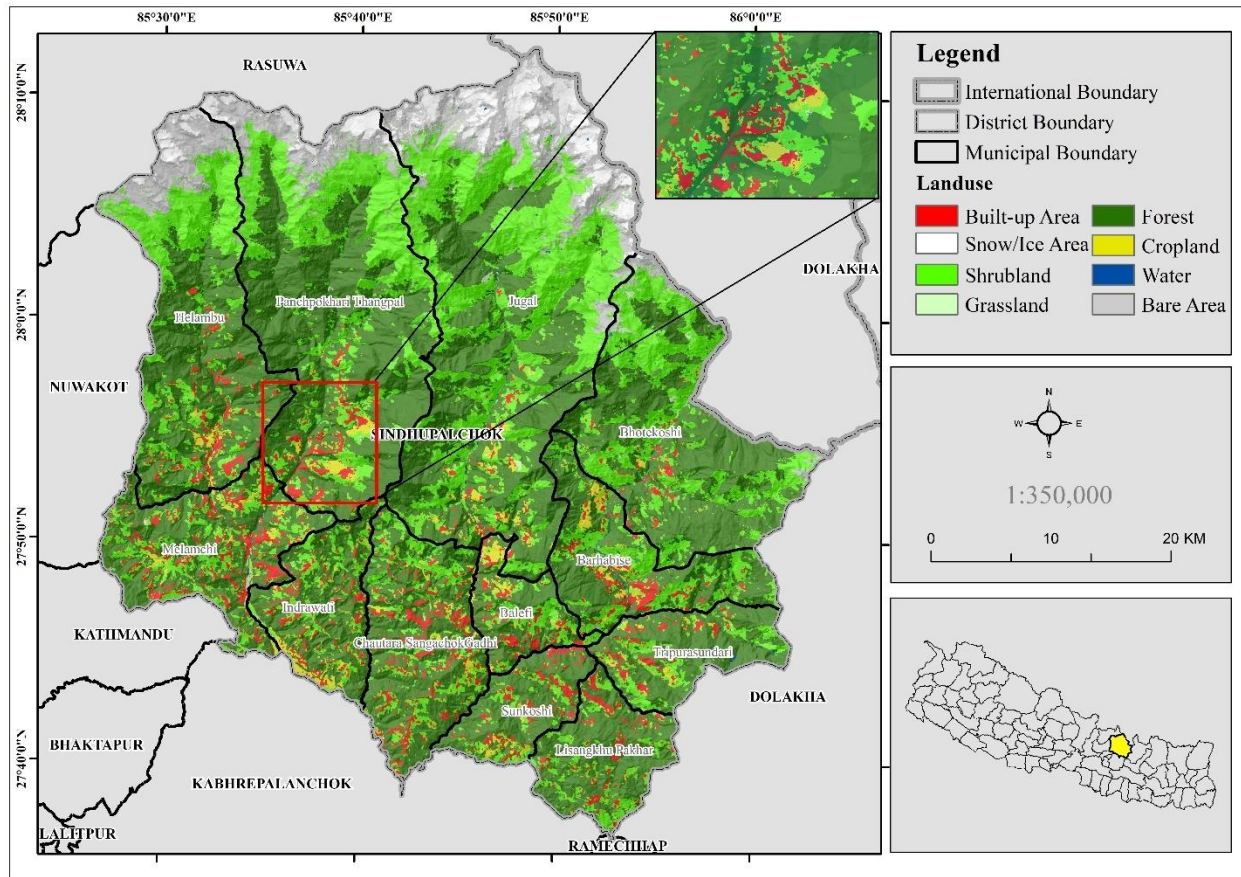 85°30'0"E
85°40'0"E
85°50'0"E
86°0'0"E
28°10'0"N
28°0'0"N
27°50'0"N
27°40'0"N
RASUWA
DOLAKHA
NUWAKOT
Helambu
Panchpokhari Thangpal
Jugal
SINDHUPALCHOK
Bhotekoshi
Melamchi
Barhabise
Indrawati
Balefi
Chautara SangachokGadhi
Tripurasundari
KATHMANDU
Sunkoshi
DOLAKHA
BHAKTAPUR
Lisangkhu Pakhar
KABHREPALANCHOK
LALITPUR
RAMECHHAP
Legend
International Boundary
District Boundary
Municipal Boundary
Landuse
Built-up Area
Forest
Snow/Ice Area
Cropland
Shrubland
Water
Grassland
Bare Area
N
W
E
S
1:350,000
0
20 KM